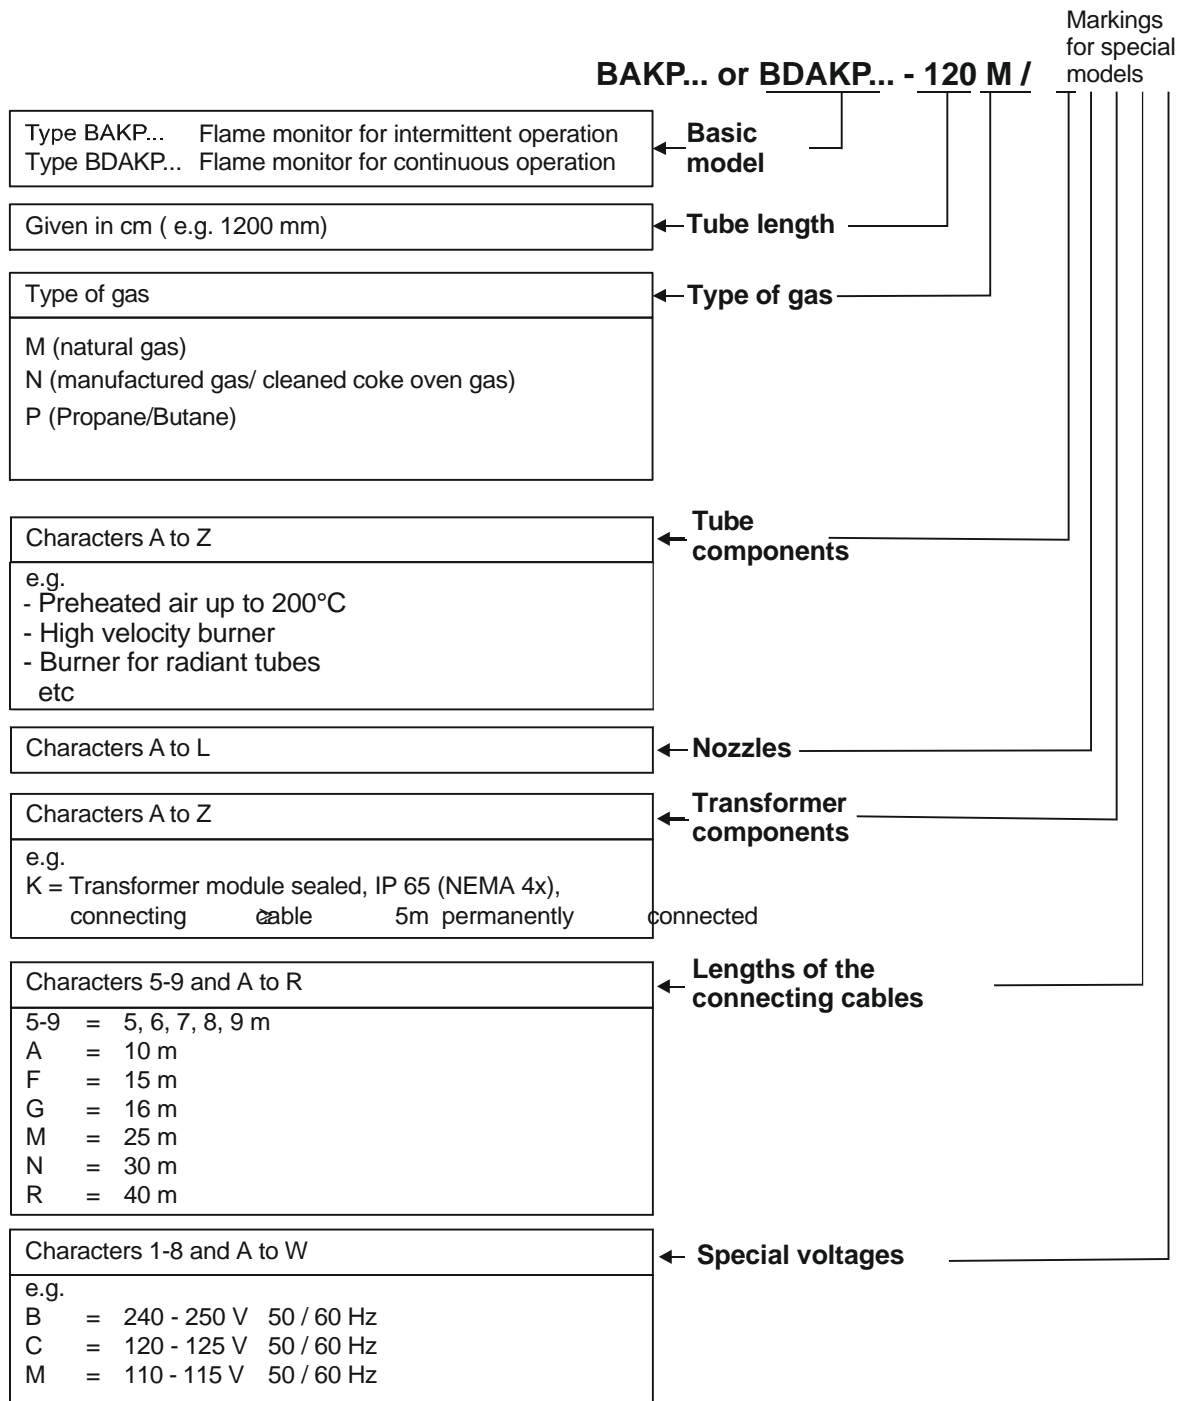 Markings
for special
models
BAKP... or BDAKP... - 120 M /
Type BAKP... Flame monitor for intermittent operation
Type BDAKP... Flame monitor for continuous operation
Basic
model
Given in cm ( e.g. 1200 mm)
Tube length
Type of gas
Type of gas
M (natural gas)
N (manufactured gas/ cleaned coke oven gas)
P (Propane/Butane)
Characters A to Z
Tube
components
e.g.
- Preheated air up to 200°C
- High velocity burner
- Burner for radiant tubes
etc
Characters A to L
Nozzles
Characters A to Z
Transformer
components
e.g.
K = Transformer module sealed, IP 65 (NEMA 4x),
connecting cable 5m permanently connected
Characters 5-9 and A to R
Lengths of the
connecting cables
5-9 = 5, 6, 7, 8, 9 m
A = 10 m
F = 15 m
G = 16 m
M = 25 m
N = 30 m
R = 40 m
Characters 1-8 and A to W
Special voltages
e.g.
B = 240 - 250 V 50 / 60 Hz
C = 120 - 125 V 50 / 60 Hz
M = 110 - 115 V 50 / 60 Hz